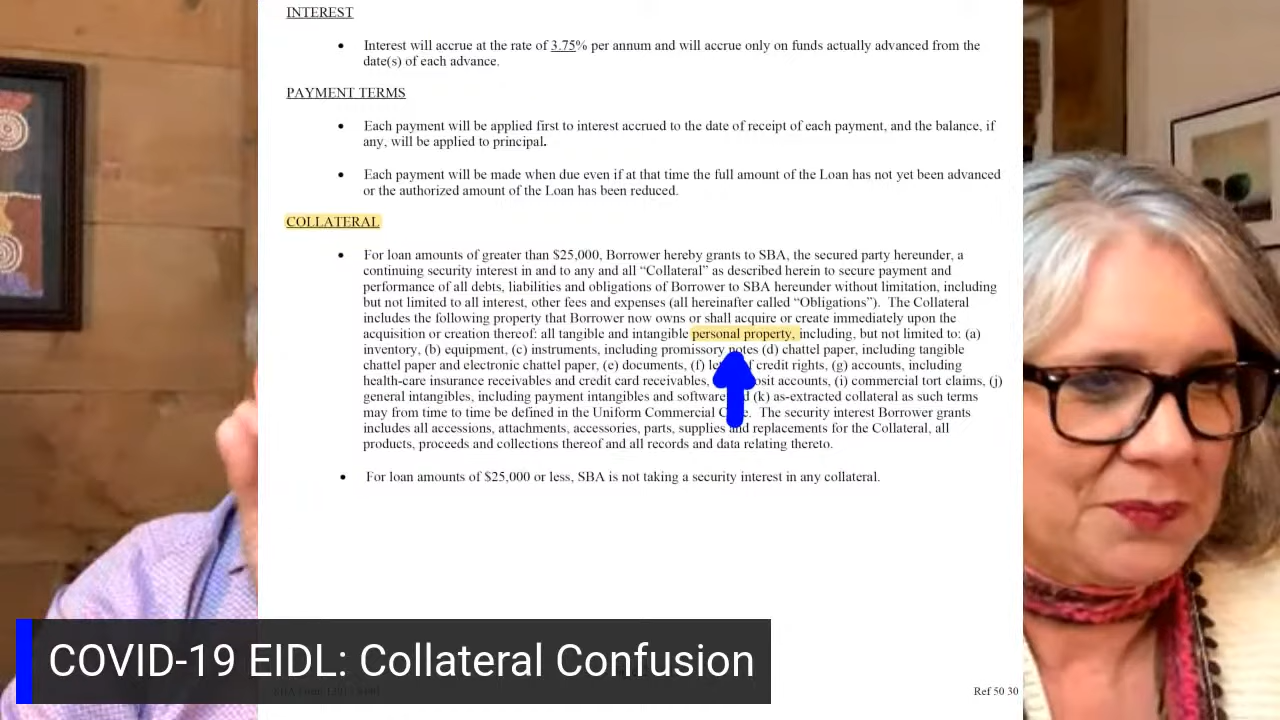 INTEREST
• Interest will accrue at the rate of 3.75% per annum and will accrue only on funds actually advanced from the
date(s) of each advance.
PAYMENT TERMS
• Each payment will be applied first to interest accrued to the date of receipt of each payment, and the balance, if
any, will be applied to principal.
• Each payment will be made when due even if at that time the full amount of the Loan has not yet been advanced
or the authorized amount of the Loan has been reduced.
COLLATERAL
• For loan amounts of greater than $25,000, Borrower hereby grants to SBA, the secured party hereunder, a
continuing security interest in and to any and all “Collateral” as described herein to secure payment and
performance of all debts, liabilities and obligations of Borrower to SBA hereunder without limitation, including
but not limited to all interest, other fees and expenses (all hereinafter called “Obligations”). The Collateral
includes the following property that Borrower now owns or shall acquire or create immediately upon the
acquisition or creation thereof: all tangible and intangible personal property, including, but not limited to: (a)
inventory, (b) equipment, (c) instruments, including promissory notes (d) chattel paper, including tangible
chattel paper and electronic chattel paper, (e) documents, (f) of credit rights, (g) accounts, including
health-care insurance receivables and credit card receivables, accounts, (i) commercial tort claims, (j)
general intangibles, including payment intangibles and software (k) as-extracted collateral as such terms
may from time to time be defined in the Uniform Commercial The security interest Borrower grants
includes all accessions, attachments, accessories, parts, supplies and replacements for the Collateral, all
products, proceeds and collections thereof and all records and data relating thereto.
• For loan amounts of $25,000 or less, SBA is not taking a security interest in any collateral.
COVID-19 EIDL: Collateral Confusion
Ref 50 30